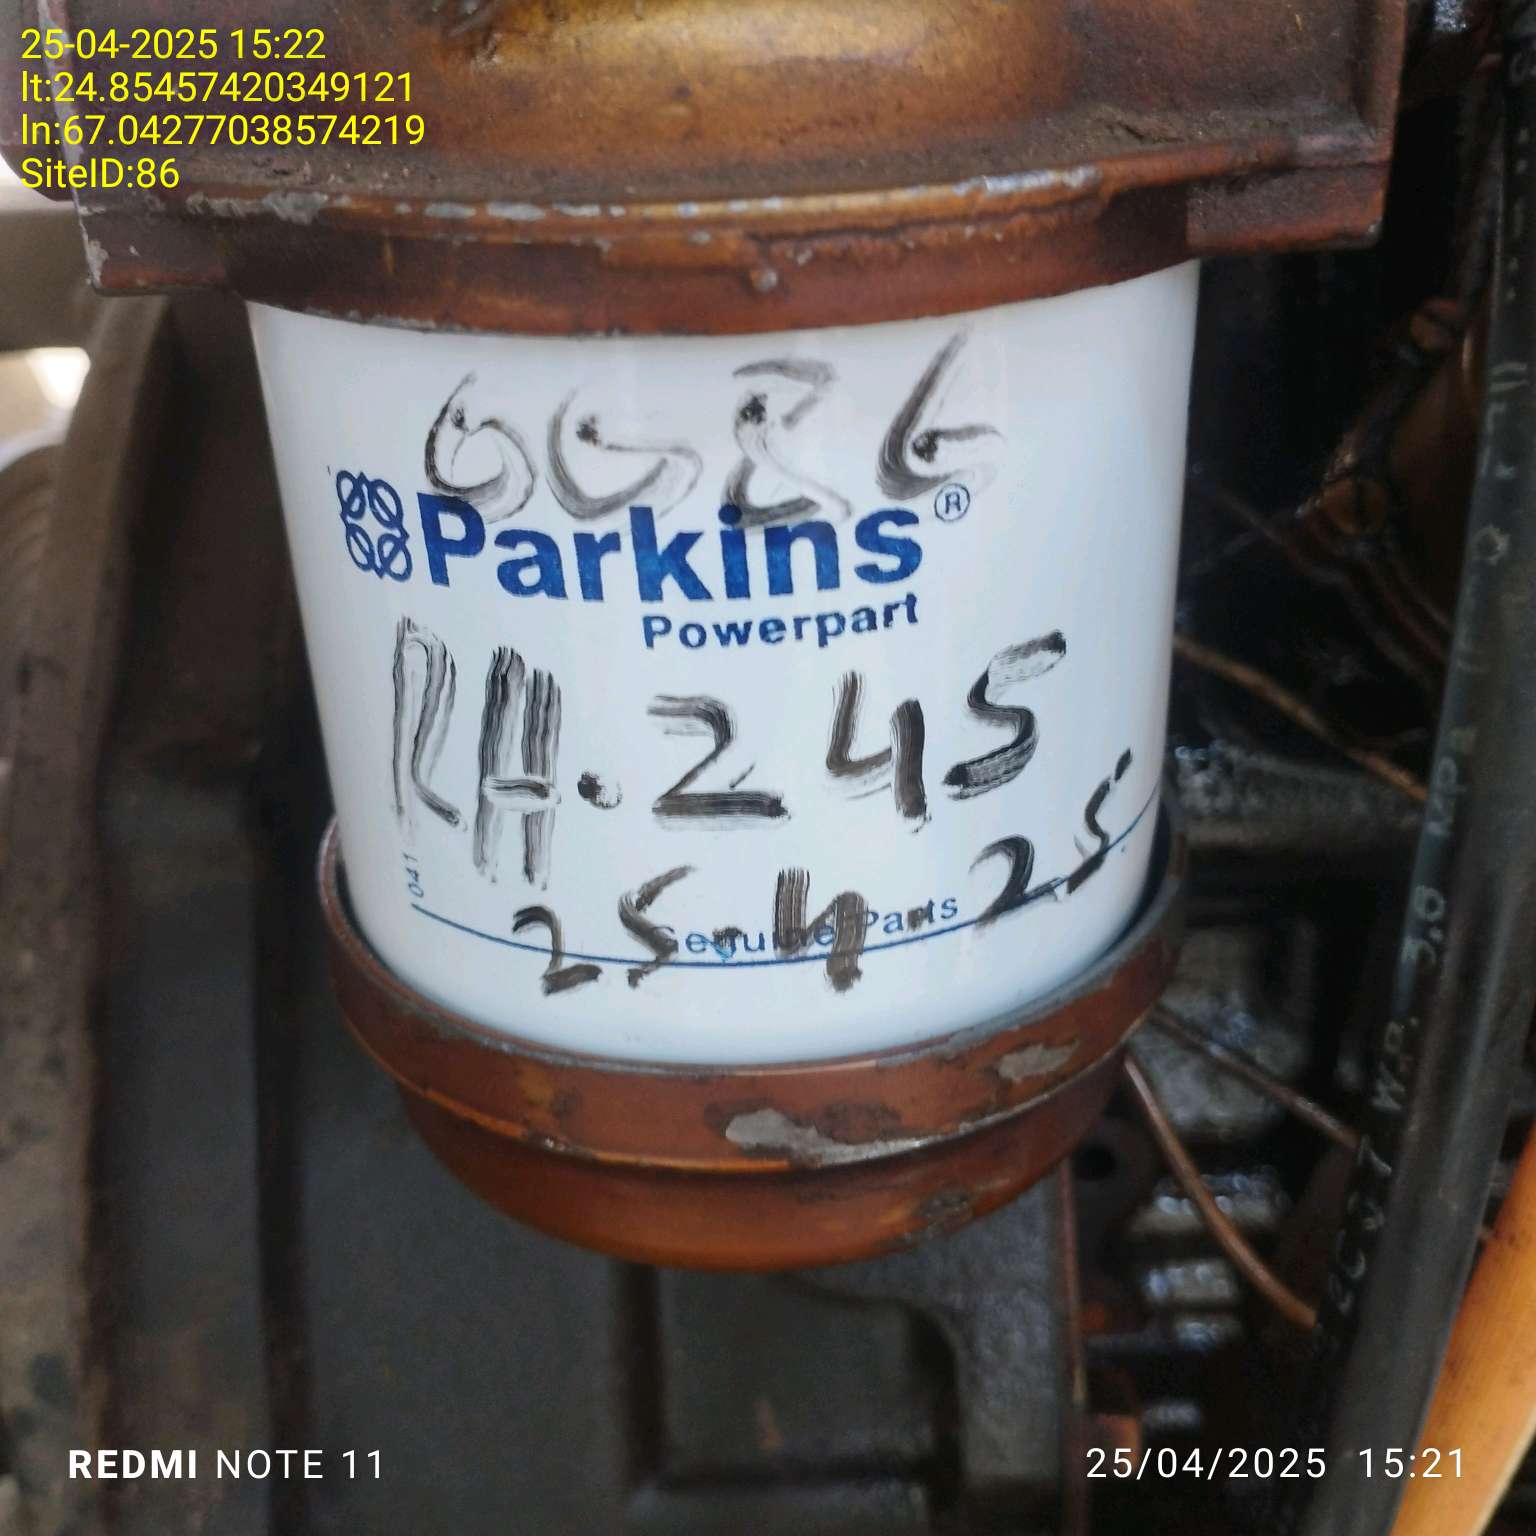 25-04-2025 15:22
lt:24.85457420349121
ln:67.04277038574219
SiteID:86
Parkins®
Powerpart
RH.245
041
25-4-25.
Genuine Parts
REDMI NOTE 11
25/04/2025 15:21